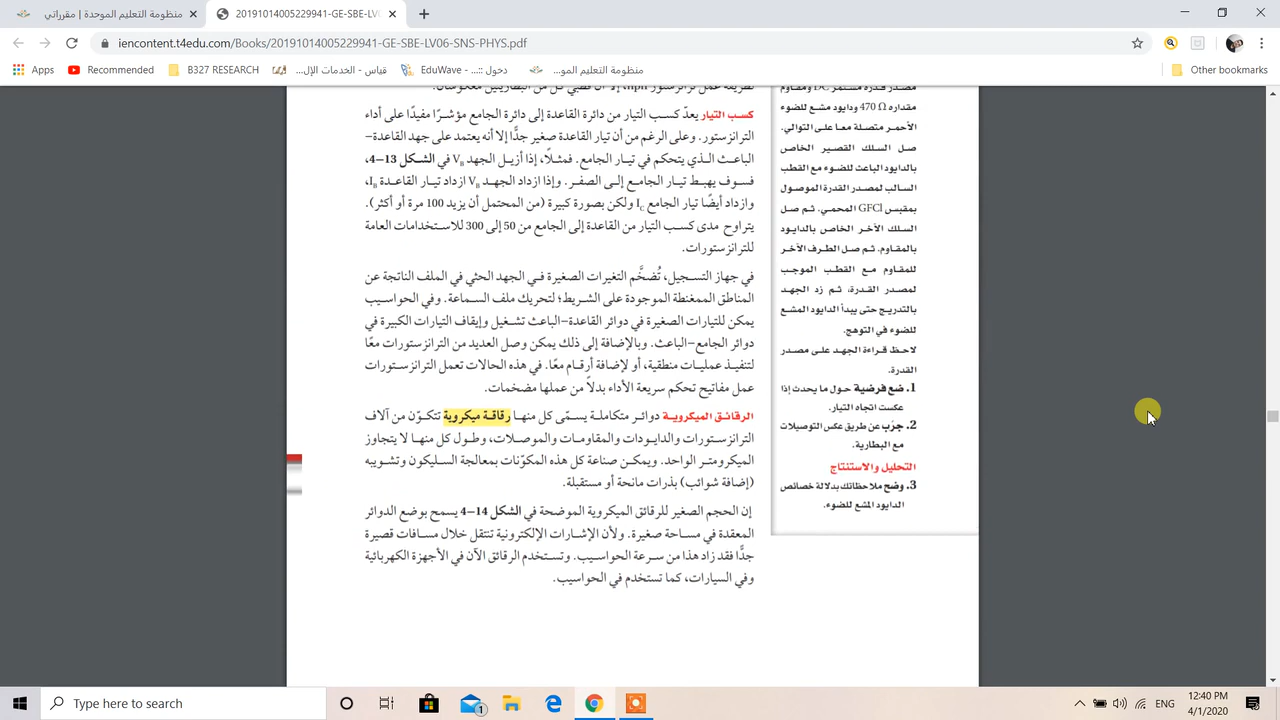 منظومة التعليم الموحدة | مقرراتي
20191014005229941-GE-SBE-LV
iencontent.t4edu.com/Books/20191014005229941-GE-SBE-LV06-SNS-PHYS.pdf
Apps
Recommended
B327 RESEARCH
قياس - الخدمات الإل...
EduWave - :: دخول...
منظومة التعليم المو...
Other bookmarks
كسب التيار يعدّ كسب التيار من دائرة القاعدة إلى دائرة الجامع مؤشرًا مفيدًا على أداء
الترانزستور. وعلى الرغم من أن تيار القاعدة صغير جدًّا إلا أنه يعتمد على جهد القاعدة–
الباعث الذي يتحكم في تيار الجامع. فمثلًا، إذا أزيل الجهد VB في الشكل 13–4،
فسوف يهبط تيار الجامع إلى الصفر. وإذا ازداد الجهد VB ازداد تيار القاعدة IB،
وازداد أيضًا تيار الجامع IC ولكن بصورة كبيرة (من المحتمل أن يزيد 100 مرة أو أكثر).
يتراوح مدى كسب التيار من القاعدة إلى الجامع من 50 إلى 300 للاستخدامات العامة
للترانزستورات.
في جهاز التسجيل، تُضخَّم التغيرات الصغيرة في الجهد الحثي في الملف الناتجة عن
المناطق الممغنطة الموجودة على الشريط؛ لتحريك ملف السماعة. وفي الحواسيب
يمكن للتيارات الصغيرة في دوائر القاعدة–الباعث تشغيل وإيقاف التيارات الكبيرة في
دوائر الجامع–الباعث. وبالإضافة إلى ذلك يمكن وصل العديد من الترانزستورات معًا
لتنفيذ عمليات منطقية، أو لإضافة أرقام معًا. في هذه الحالات تعمل الترانزستورات
عمل مفاتيح تحكم سريعة الأداء بدلًا من عملها مضخمات.
الرقائق الميكروية دوائر متكاملة يسمّى كل منها رقاقة ميكروية تتكوّن من آلاف
الترانزستورات والدايودات والمقاومات والموصلات، وطول كل منها لا يتجاوز
الميكرومتر الواحد. ويمكن صناعة كل هذه المكوّنات بمعالجة السليكون وتشويبه
(إضافة شوائب) بذرات مانحة أو مستقبلة.
إن الحجم الصغير للرقائق الميكروية الموضحة في الشكل 14–4 يسمح بوضع الدوائر
المعقدة في مساحة صغيرة. ولأن الإشارات الإلكترونية تنتقل خلال مسافات قصيرة
جدًّا فقد زاد هذا من سرعة الحواسيب. وتستخدم الرقائق الآن في الأجهزة الكهربائية
وفي السيارات، كما تستخدم في الحواسيب.
مصدر قدرة مستمر DC ومقاوم
مقداره 470 Ω ودايود مشع للضوء
الأحمر متصلة معا على التوالي.
صل السلك القصير الخاص
بالدايود الباعث للضوء مع القطب
السالب لمصدر القدرة الموصول
بمقبس GFCI المحمي. ثم صل
السلك الآخر الخاص بالدايود
بالمقاوم. ثم صل الطرف الآخر
للمقاوم مع القطب الموجب
لمصدر القدرة، ثم زد الجهد
بالتدريج حتى يبدأ الدايود المشع
للضوء في التوهج.
لاحظ قراءة الجهد على مصدر
القدرة.
1. ضع فرضية حول ما يحدث إذا
عكست اتجاه التيار.
2. جرّب عن طريق عكس التوصيلات
مع البطارية.
التحليل والاستنتاج
3. وضح ملاحظاتك بدلالة خصائص
الدايود المشع للضوء.
Type here to search
1
ENG
12:40 PM
4/1/2020